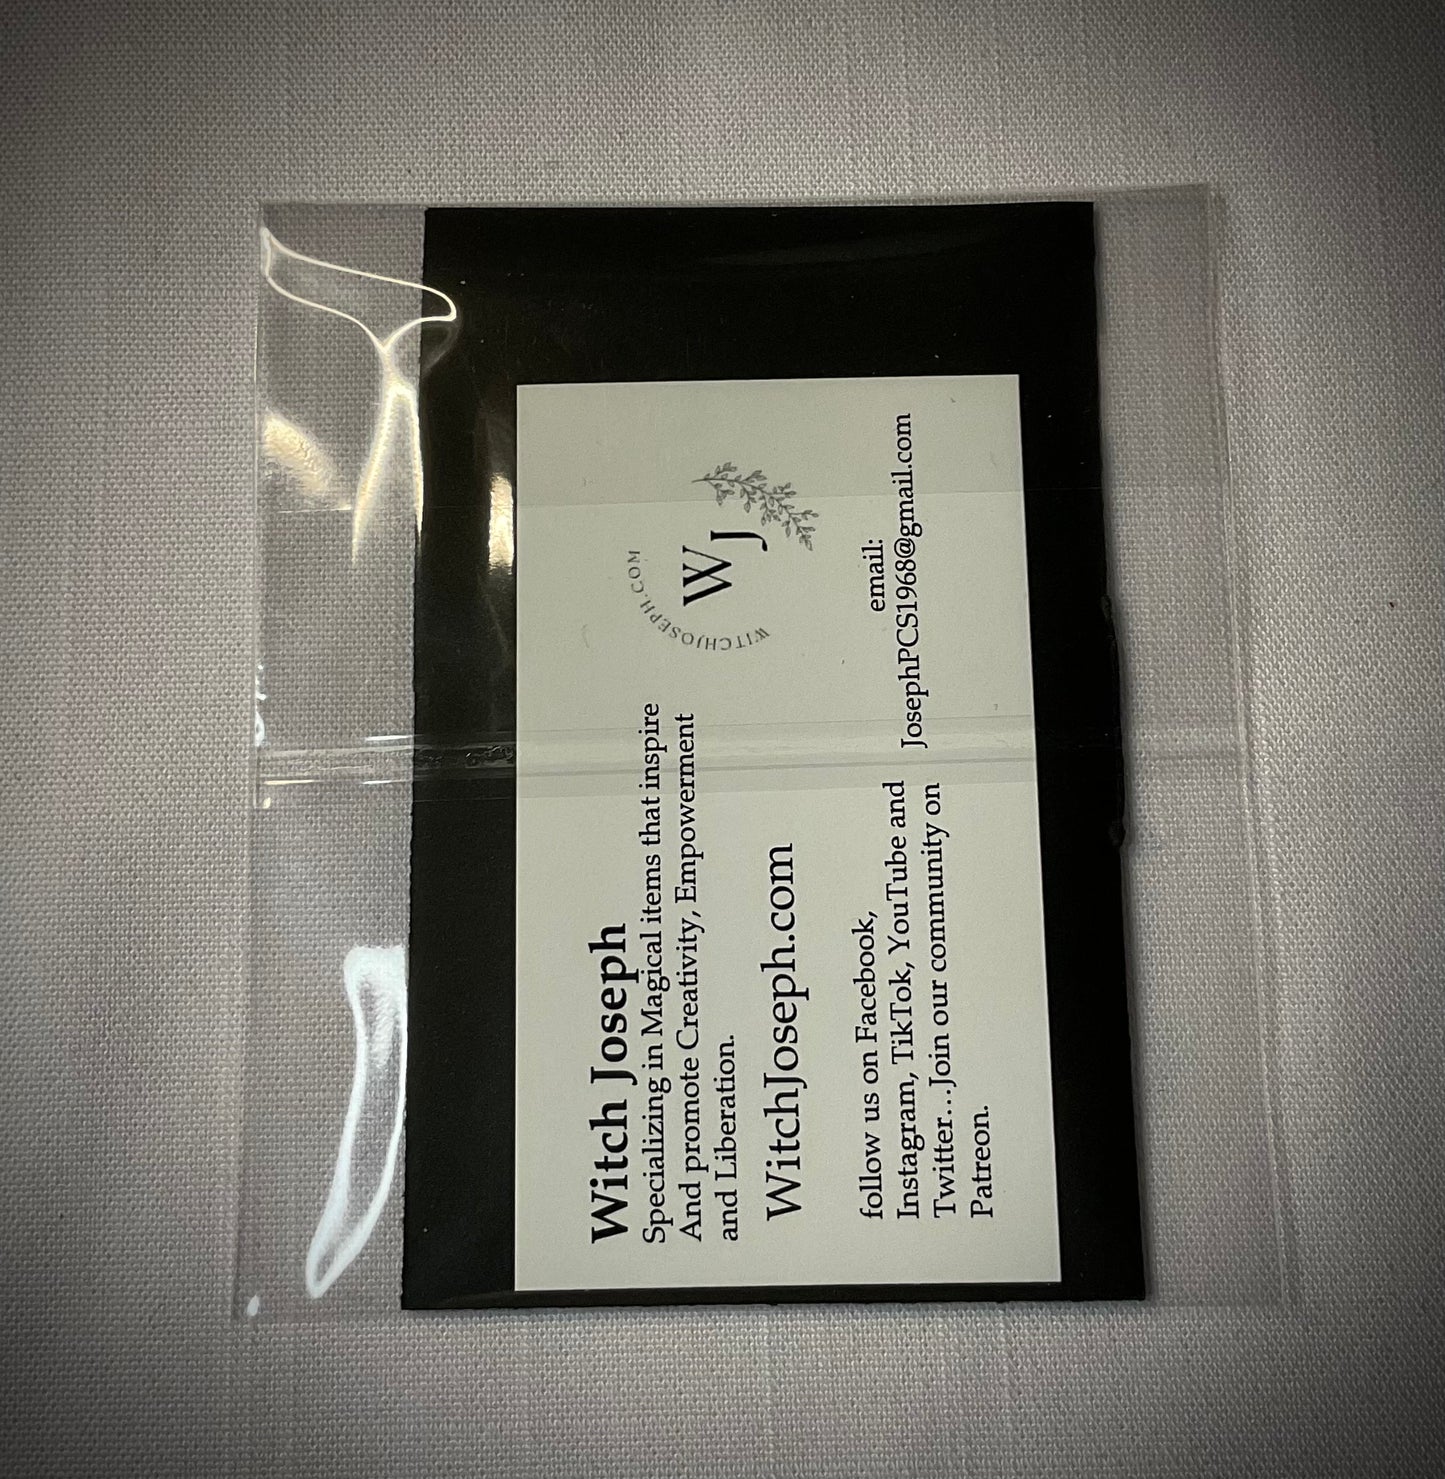 Witch Joseph
Specializing in Magical items that inspire
And promote Creativity, Empowerment
and Liberation.
WitchJoseph.com
WITCHJOSEPH.COM
W
J
follow us on Facebook,
Instagram, TikTok, YouTube and
Twitter...Join our community on
Patreon.
email:
JosephPCS1968@gmail.com